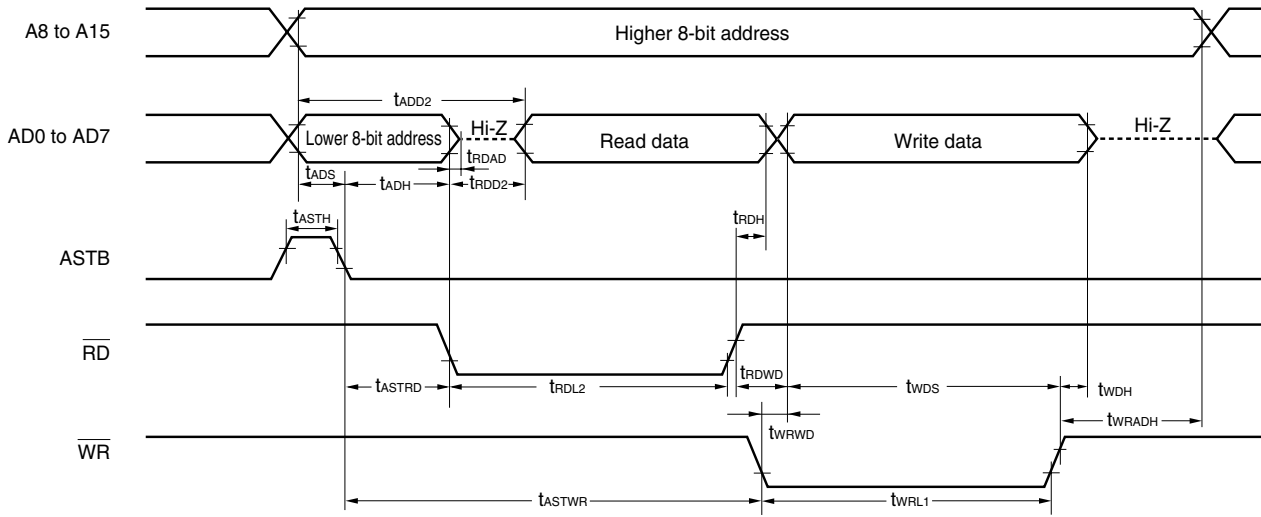 A8 to A15
Higher 8-bit address
tADD2
AD0 to AD7
Lower 8-bit address
Hi-Z
Read data
Write data
Hi-Z
tRDAD
tADS
tADH
tRDD2
tASTH
tRDH
ASTB
RD
tASTRD
tRDL2
tRDWD
tWDS
tWDH
tWRADH
tWRWD
WR
tASTWR
tWRL1